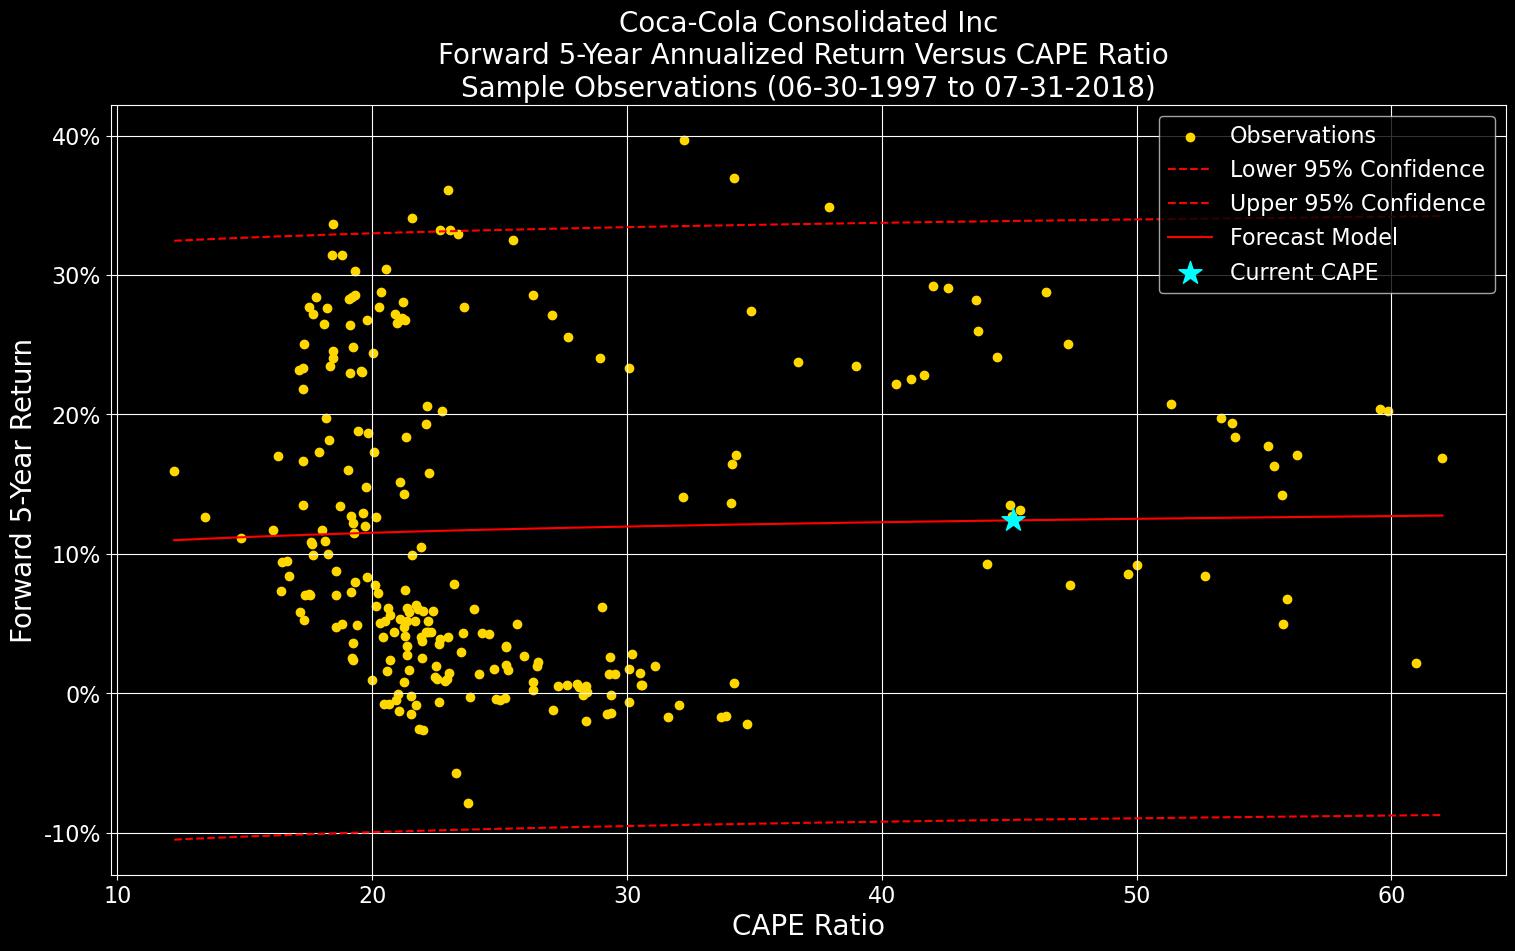 Coca-Cola Consolidated Inc
Forward 5-Year Annualized Return Versus CAPE Ratio
Sample Observations (06-30-1997 to 07-31-2018)
Observations
Lower 95% Confidence
Upper 95% Confidence
Forecast Model
Current CAPE
Forward 5-Year Return
40%
30%
20%
10%
0%
-10%
10 20 30 40 50 60
CAPE Ratio